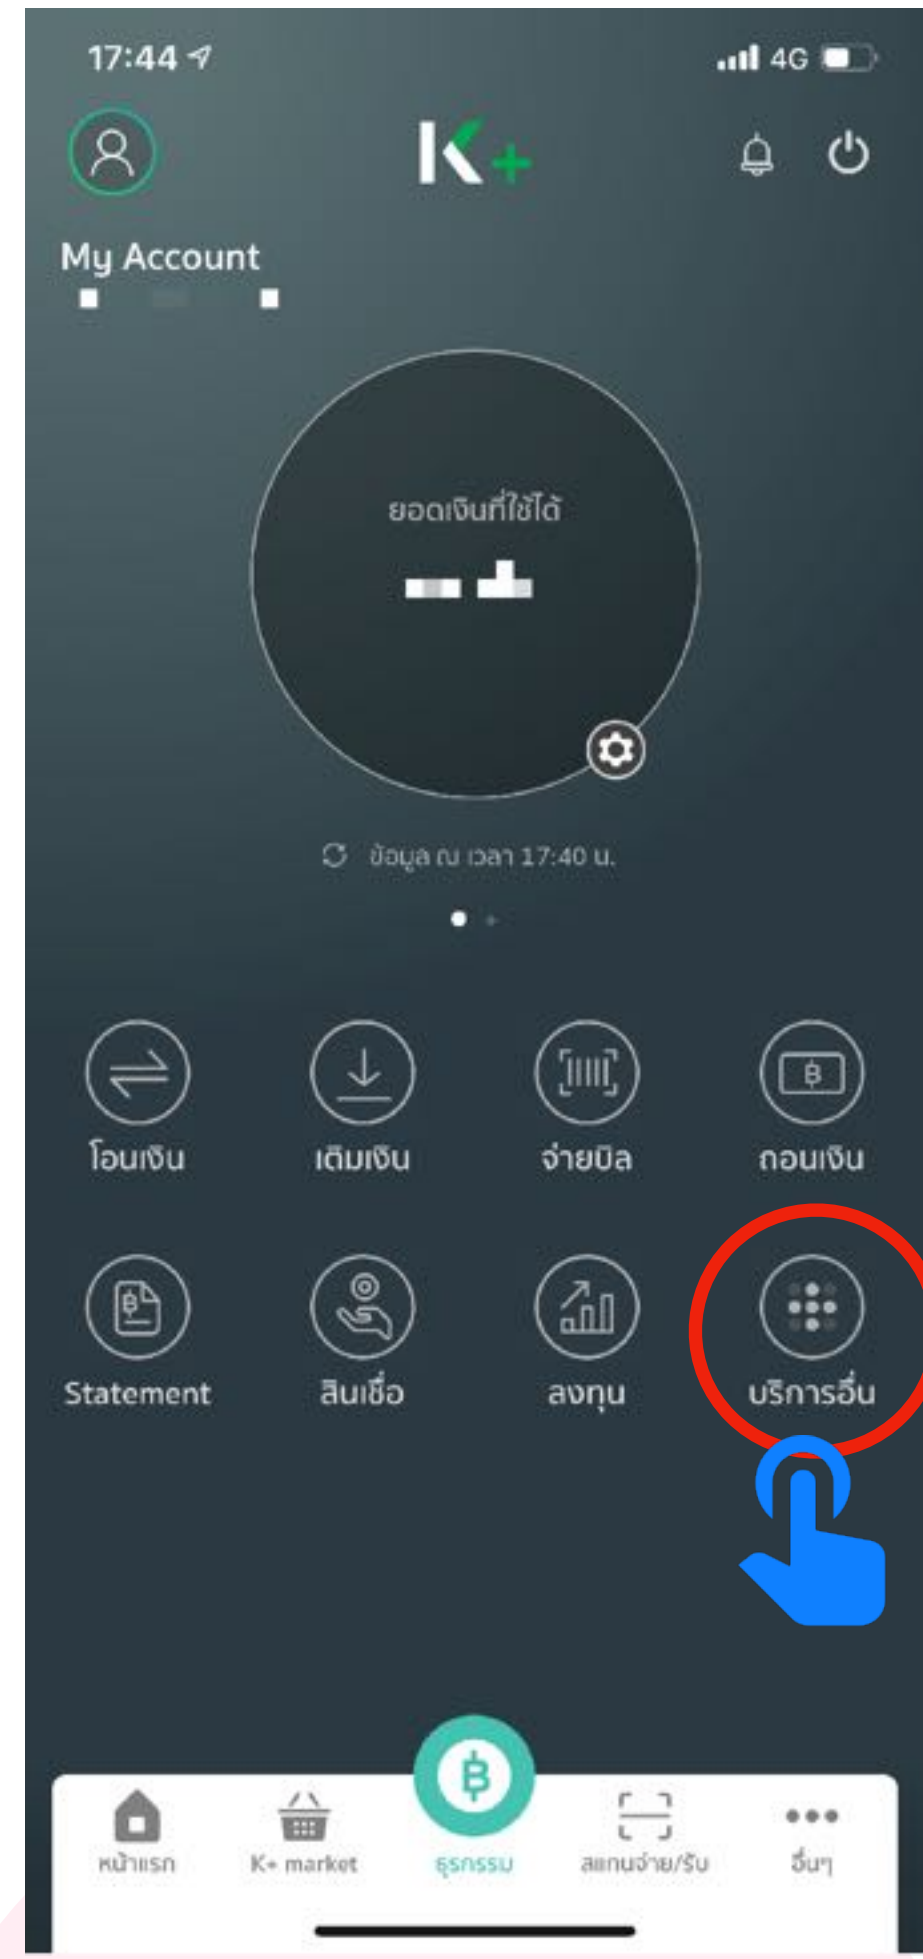 17:44
4G
K+
My Account
ยอดเงินที่ใช้ได้
ข้อมูล ณ เวลา 17:40 น.
โอนเงิน เติมเงิน จ่ายบิล ถอนเงิน
Statement สินเชื่อ ลงทุน บริการอื่น
หน้าแรก K+ market ธุรกรรม สแกนจ่าย/รับ อื่นๆ